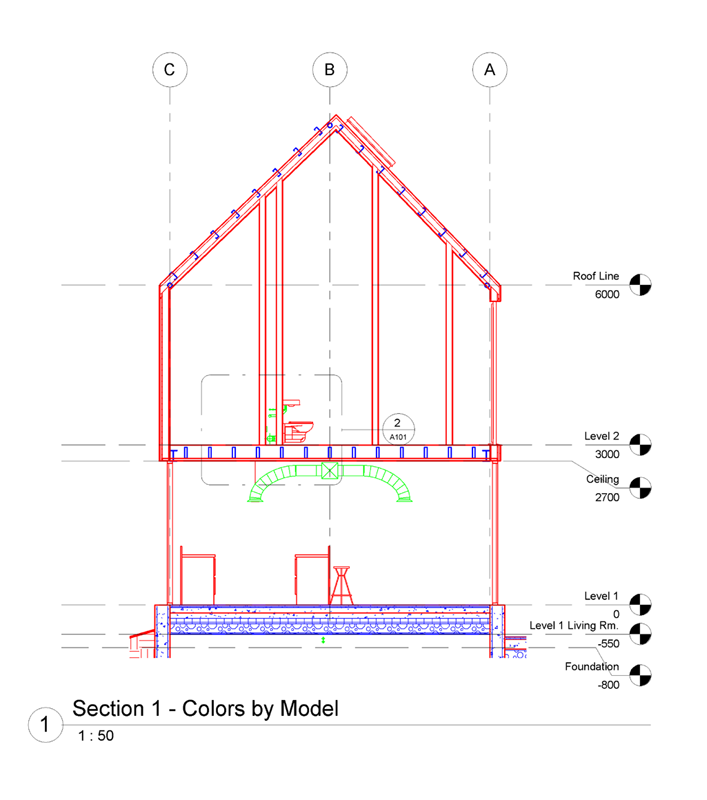 C
B
A
Roof Line
6000
2
A101
Level 2
3000
Ceiling
2700
Level 1
0
Level 1 Living Rm.
-550
Foundation
-800
1
Section 1 - Colors by Model
1 : 50